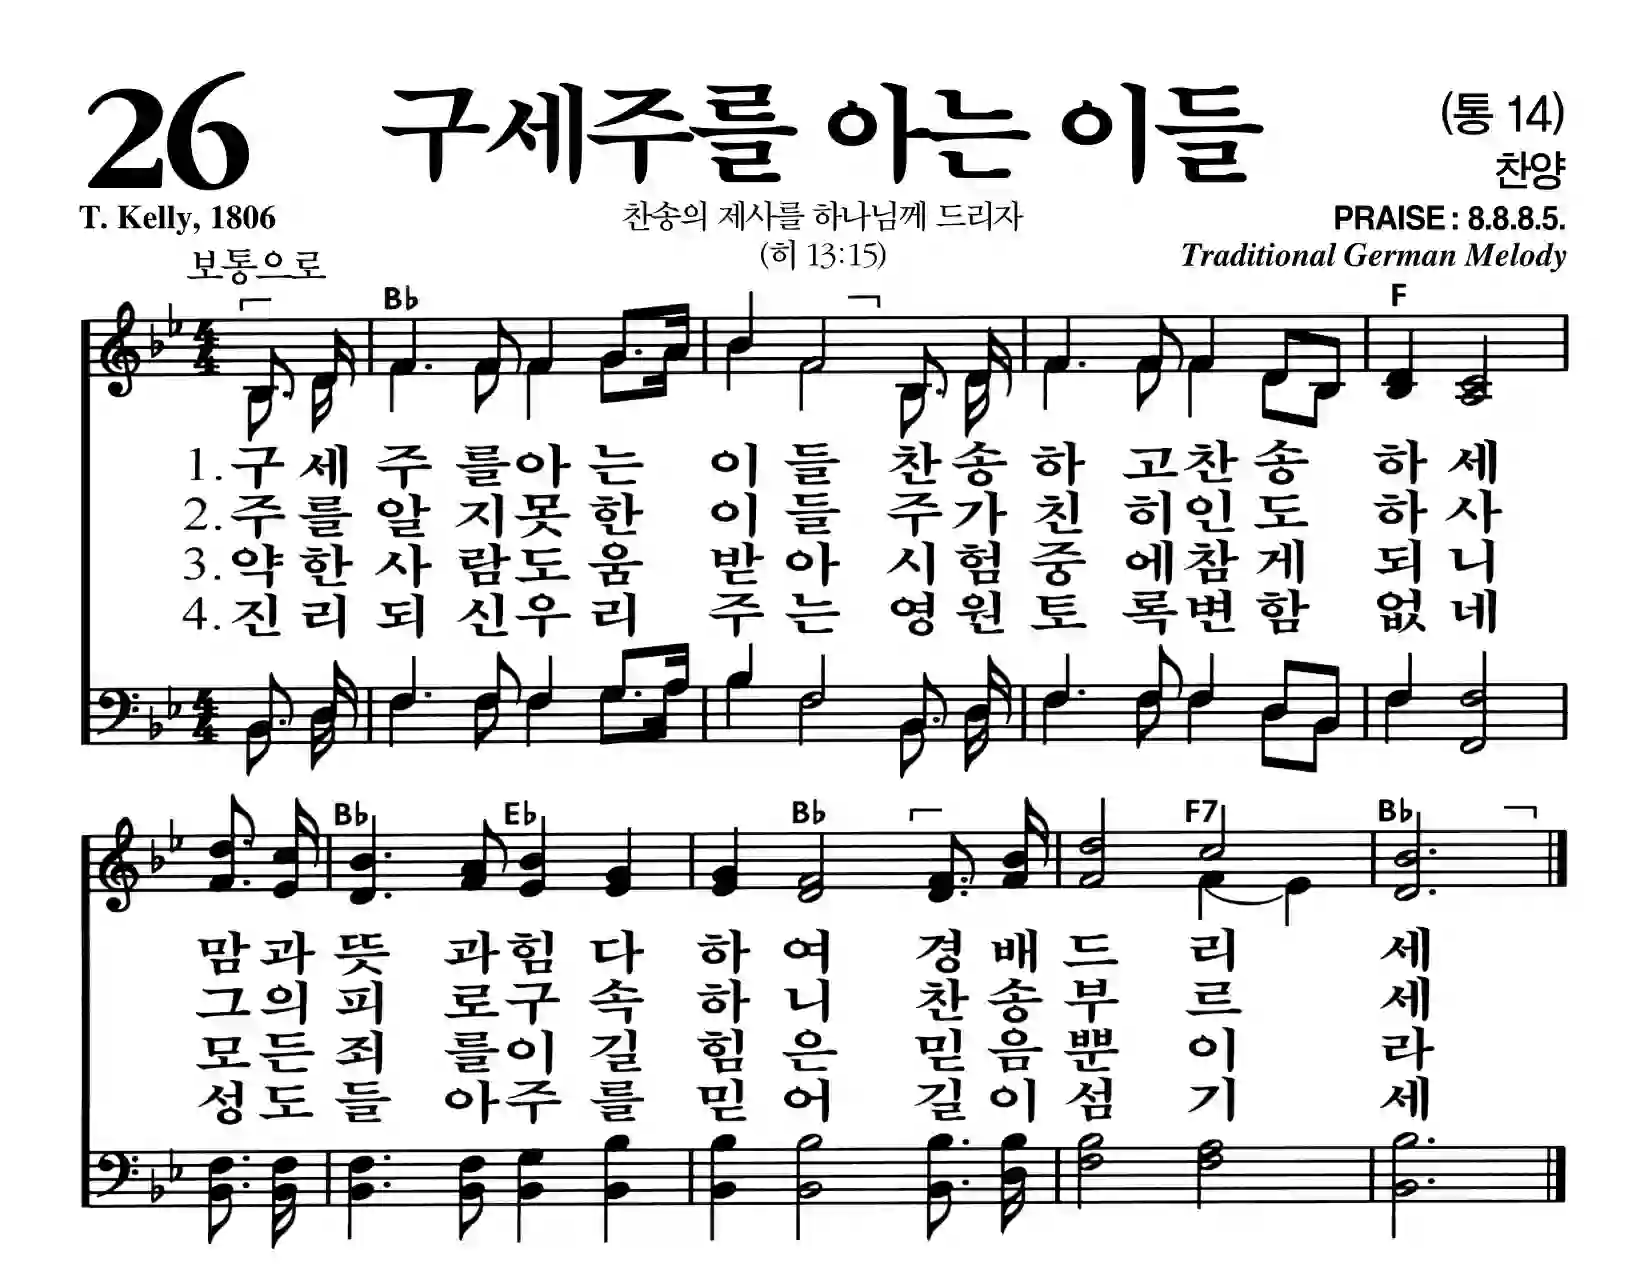 26 구세주를 아는 이들 (통 14)
찬양
T. Kelly, 1806 찬송의 제사를 하나님께 드리자 PRAISE : 8.8.8.5.
(히 13:15) Traditional German Melody
보통으로
B♭ F
1. 구 세 주 를 아 는 이 들 찬 송 하 고 찬 송 하 세
2. 주 를 알 지 못 한 이 들 주 가 친 히 인 도 하 사
3. 약 한 사 람 도 움 받 아 시 험 중 에 참 게 되 니
4. 진 리 되 신 우 리 주 는 영 원 토 록 변 함 없 네
B♭ E♭ B♭ F7 B♭
맘 과 뜻 과 힘 다 하 여 경 배 드 리 세
그 의 피 로 구 속 하 니 찬 송 부 르 세
모 든 죄 를 이 길 힘 은 믿 음 뿐 이 라
성 도 들 아 주 를 믿 어 길 이 섬 기 세